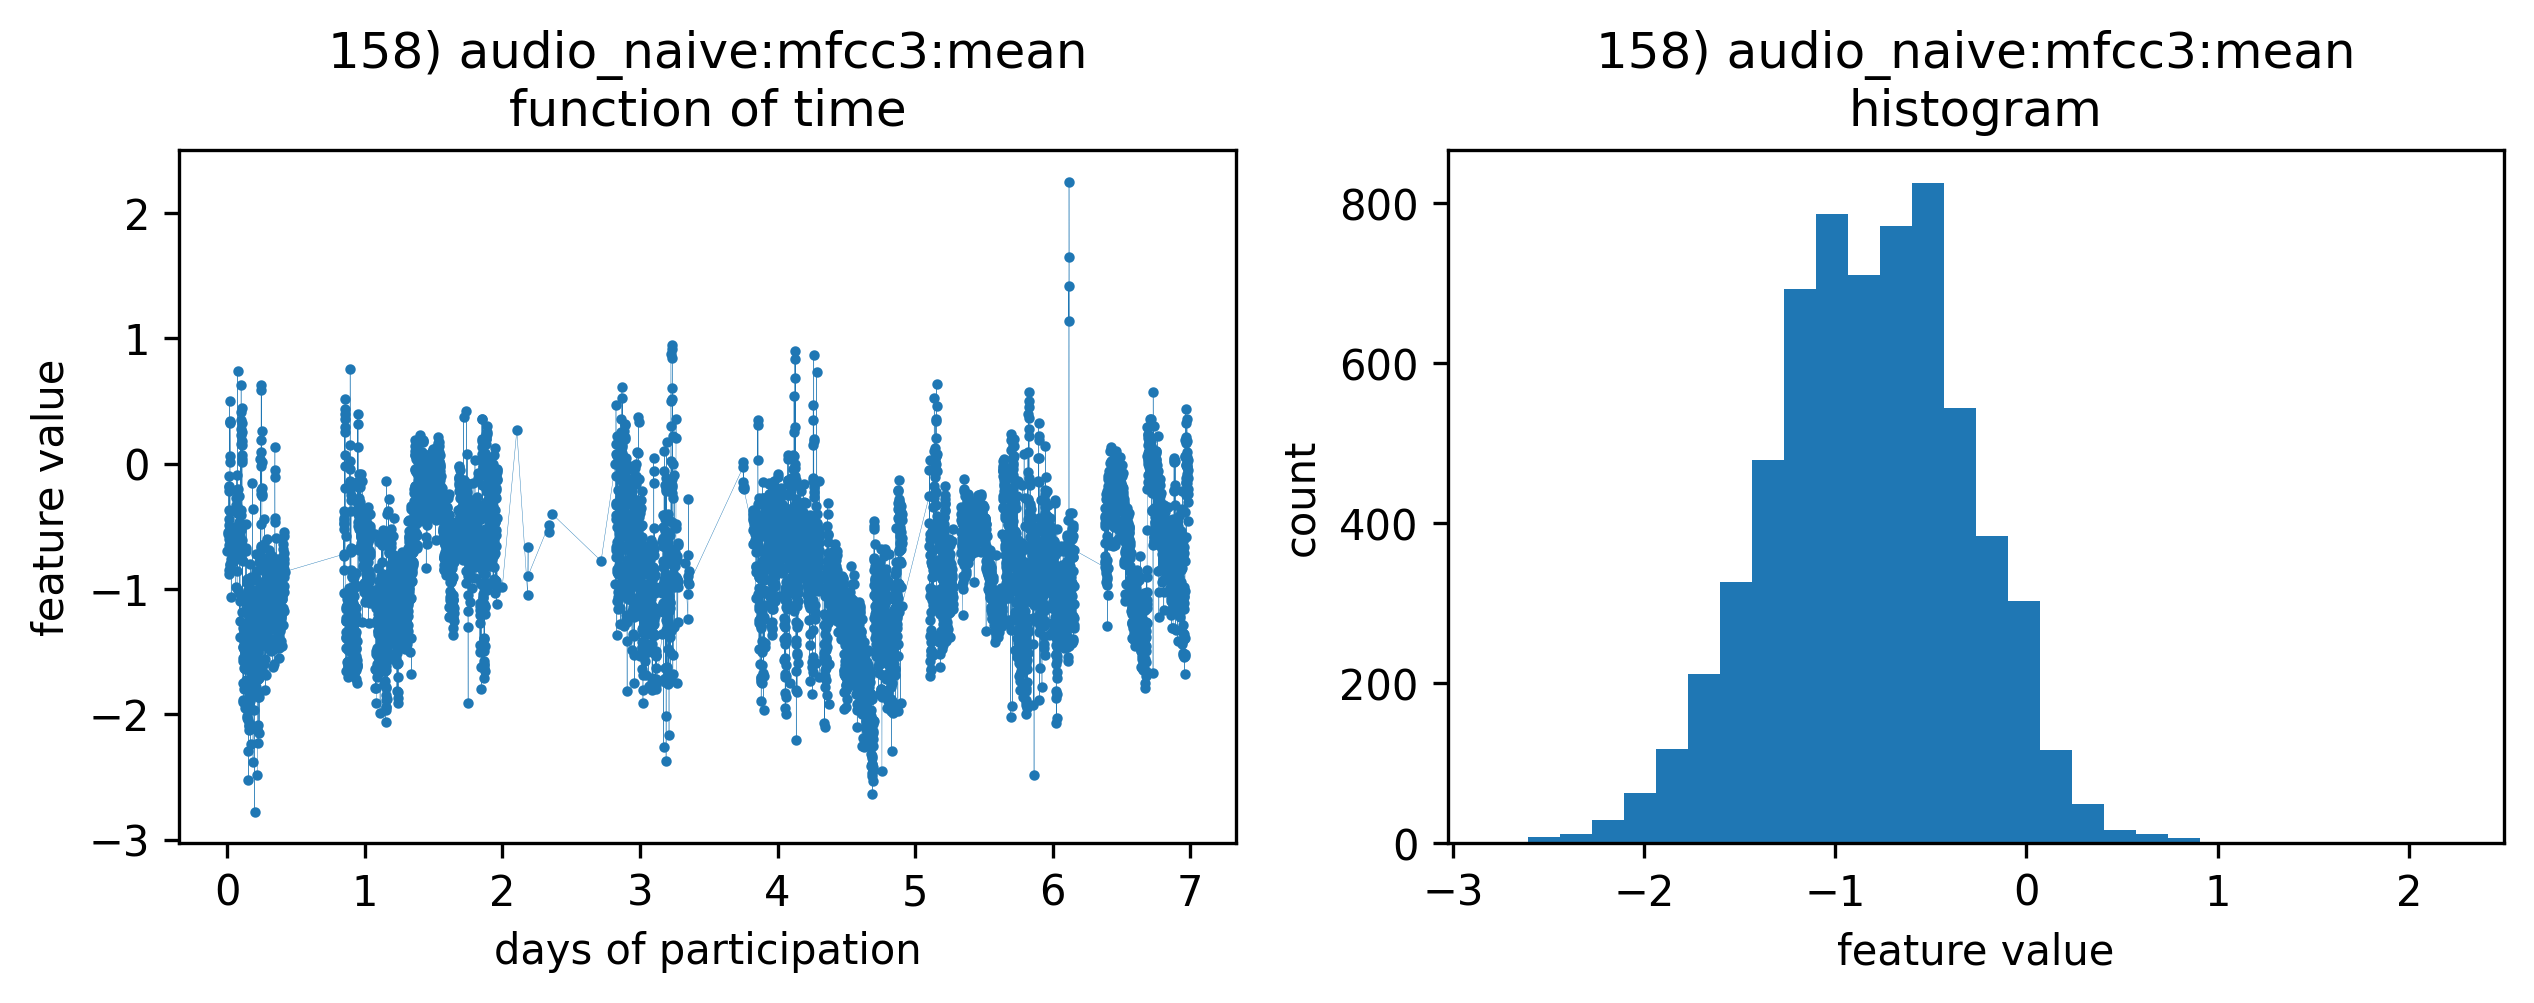 158) audio_naive:mfcc3:mean
function of time
feature value
2
1
0
−1
−2
−3
0 1 2 3 4 5 6 7
days of participation
158) audio_naive:mfcc3:mean
histogram
count
800
600
400
200
0
−3 −2 −1 0 1 2
feature value